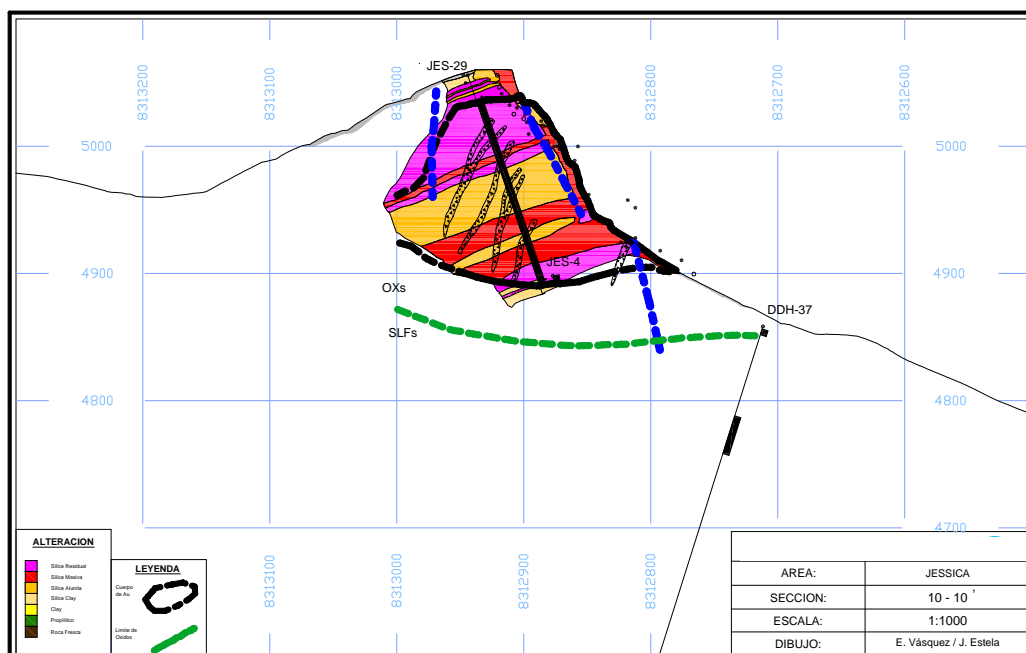 JES-29
8313200
8313100
8313000
8312800
8312700
8312600
5000
5000
4900
4900
JES-4
OXs
SLFs
DDH-37
4800
4800
4700
8313100
8313000
8312900
8312800
ALTERACION
Silice Residual
Silice Masiva
Silice Alunita
Silice Clay
Clay
Propilitico
Roca Fresca
LEYENDA
Cuerpo
de Au
Limite de
Oxidos
AREA: JESSICA
SECCION: 10 - 10 '
ESCALA: 1:1000
DIBUJO: E. Vásquez / J. Estela